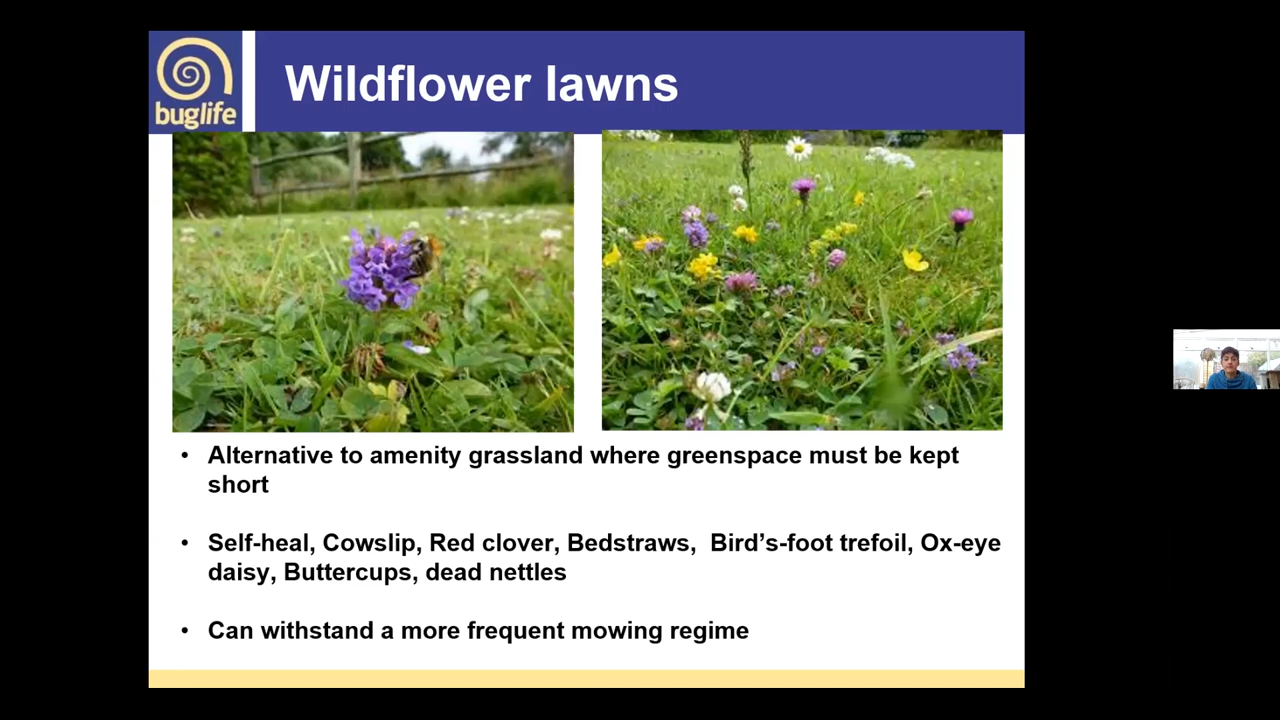 buglife
Wildflower lawns
• Alternative to amenity grassland where greenspace must be kept
short
• Self-heal, Cowslip, Red clover, Bedstraws,  Bird’s-foot trefoil, Ox-eye
daisy, Buttercups, dead nettles
• Can withstand a more frequent mowing regime